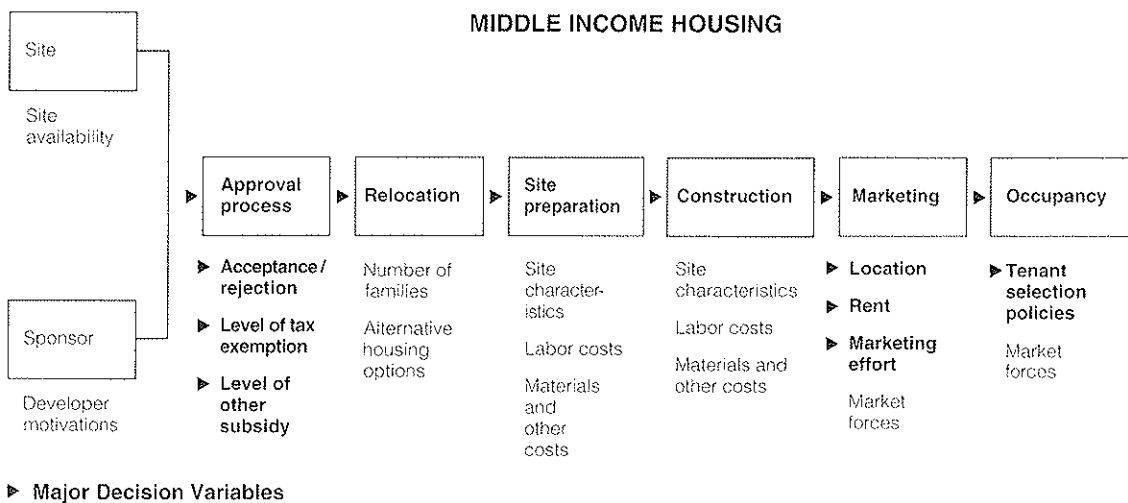 MIDDLE INCOME HOUSING
Site
Site
availability
Sponsor
Developer
motivations
Approval
process
Acceptance/
rejection
Level of tax
exemption
Level of
other
subsidy
Relocation
Number of
families
Alternative
housing
options
Site
preparation
Site
character-
istics
Labor costs
Materials
and
other
costs
Construction
Site
characteristics
Labor costs
Materials and
other costs
Marketing
Location
Rent
Marketing
effort
Market
forces
Occupancy
Tenant
selection
policies
Market
forces
Major Decision Variables